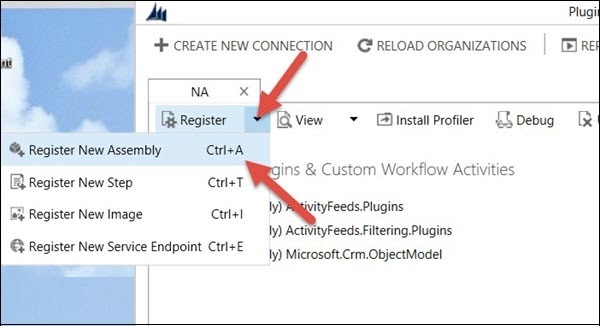 Plugin
CREATE NEW CONNECTION RELOAD ORGANIZATIONS REP
NA ×
Register View Install Profiler Debug
Register New Assembly Ctrl+A
gins & Custom Workflow Activities
Register New Step Ctrl+T
ly) ActivityFeeds.Plugins
Register New Image Ctrl+I
ly) ActivityFeeds.Filtering.Plugins
Register New Service Endpoint Ctrl+E
ly) Microsoft.Crm.ObjectModel